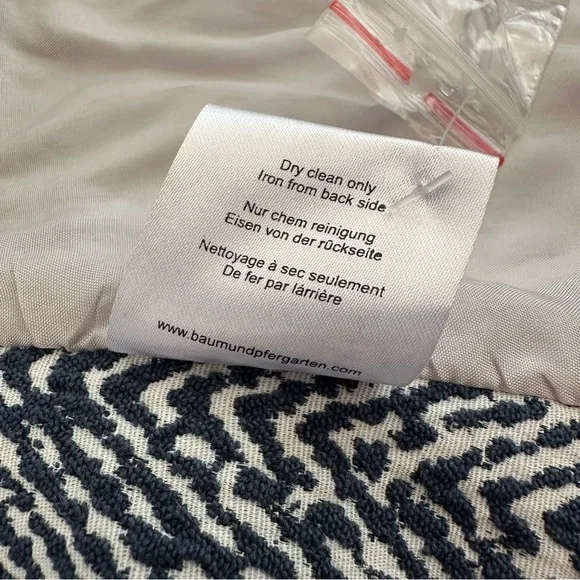 Dry clean only
Iron from back side
Nur chem reinigung
Eisen von der rückseite
Nettoyage à sec seulement
De fer par lárrière
www.baumundpfergarten.com